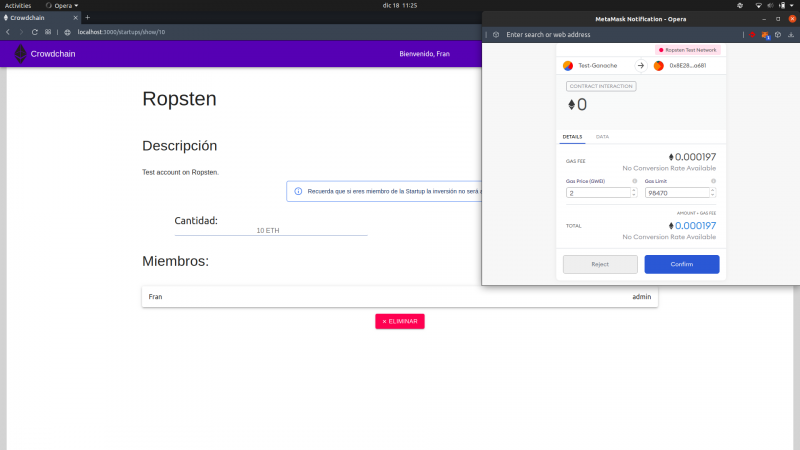 Activities
Opera
dic 18 11:25
Crowdchain
localhost:3000/startups/show/18
Crowdchain
Bienvenido, Fran
Ropsten
Descripción
Test account on Ropsten.
Recuerda que si eres miembro de la Startup la inversión no será a
Cantidad:
10 ETH
Miembros:
Fran
admin
ELIMINAR
MetaMask Notification - Opera
Enter search or web address
Ropsten Test Network
Test-Ganache
CONTRACT INTERACTION
0
DETAILS
DATA
GAS FEE
0.000197
No Conversion Rate Available
Gas Price (GWEI)
Gas Limit
2
98470
AMOUNT + GAS FEE
TOTAL
0.000197
No Conversion Rate Available
Reject
Confirm